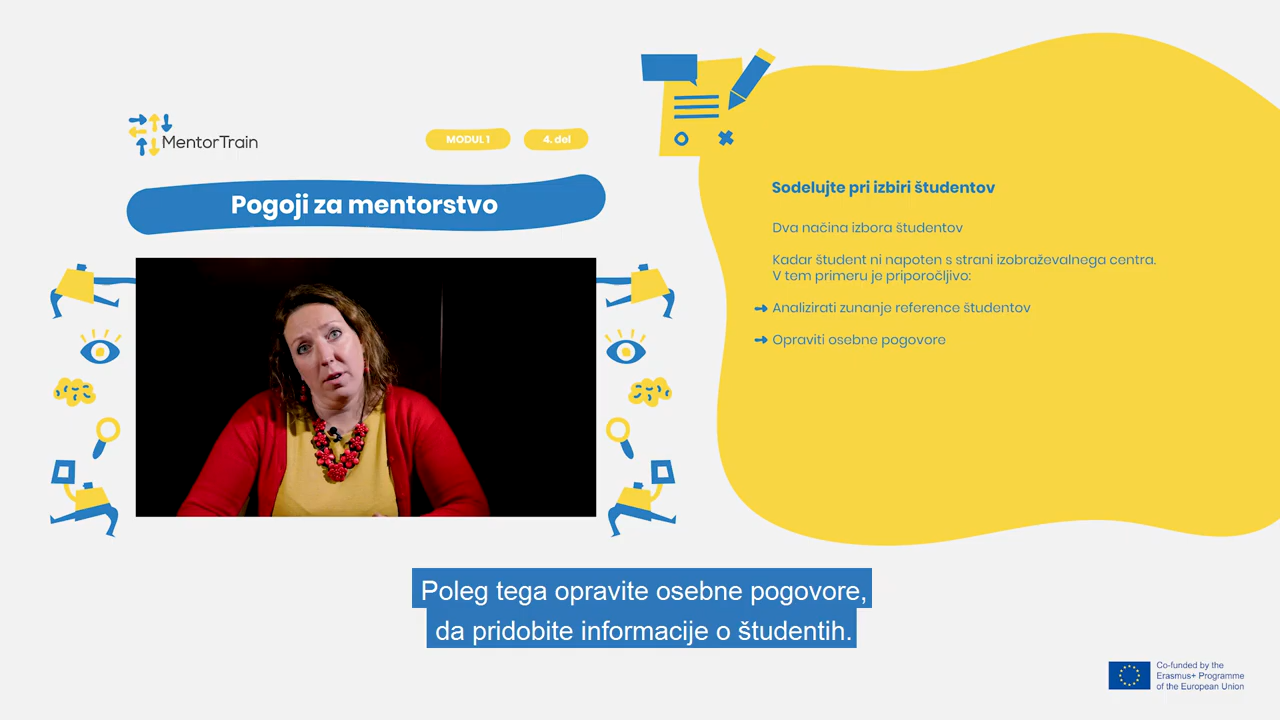 MentorTrain
MODUL 1
4. del
Pogoji za mentorstvo
Sodelujte pri izbiri študentov
Dva načina izbora študentov
Kadar študent ni napoten s strani izobraževalnega centra.
V tem primeru je priporočljivo:
Analizirati zunanje reference študentov
Opraviti osebne pogovore
Poleg tega opravite osebne pogovore,
da pridobite informacije o študentih.
Co-funded by the
Erasmus+ Programme
of the European Union